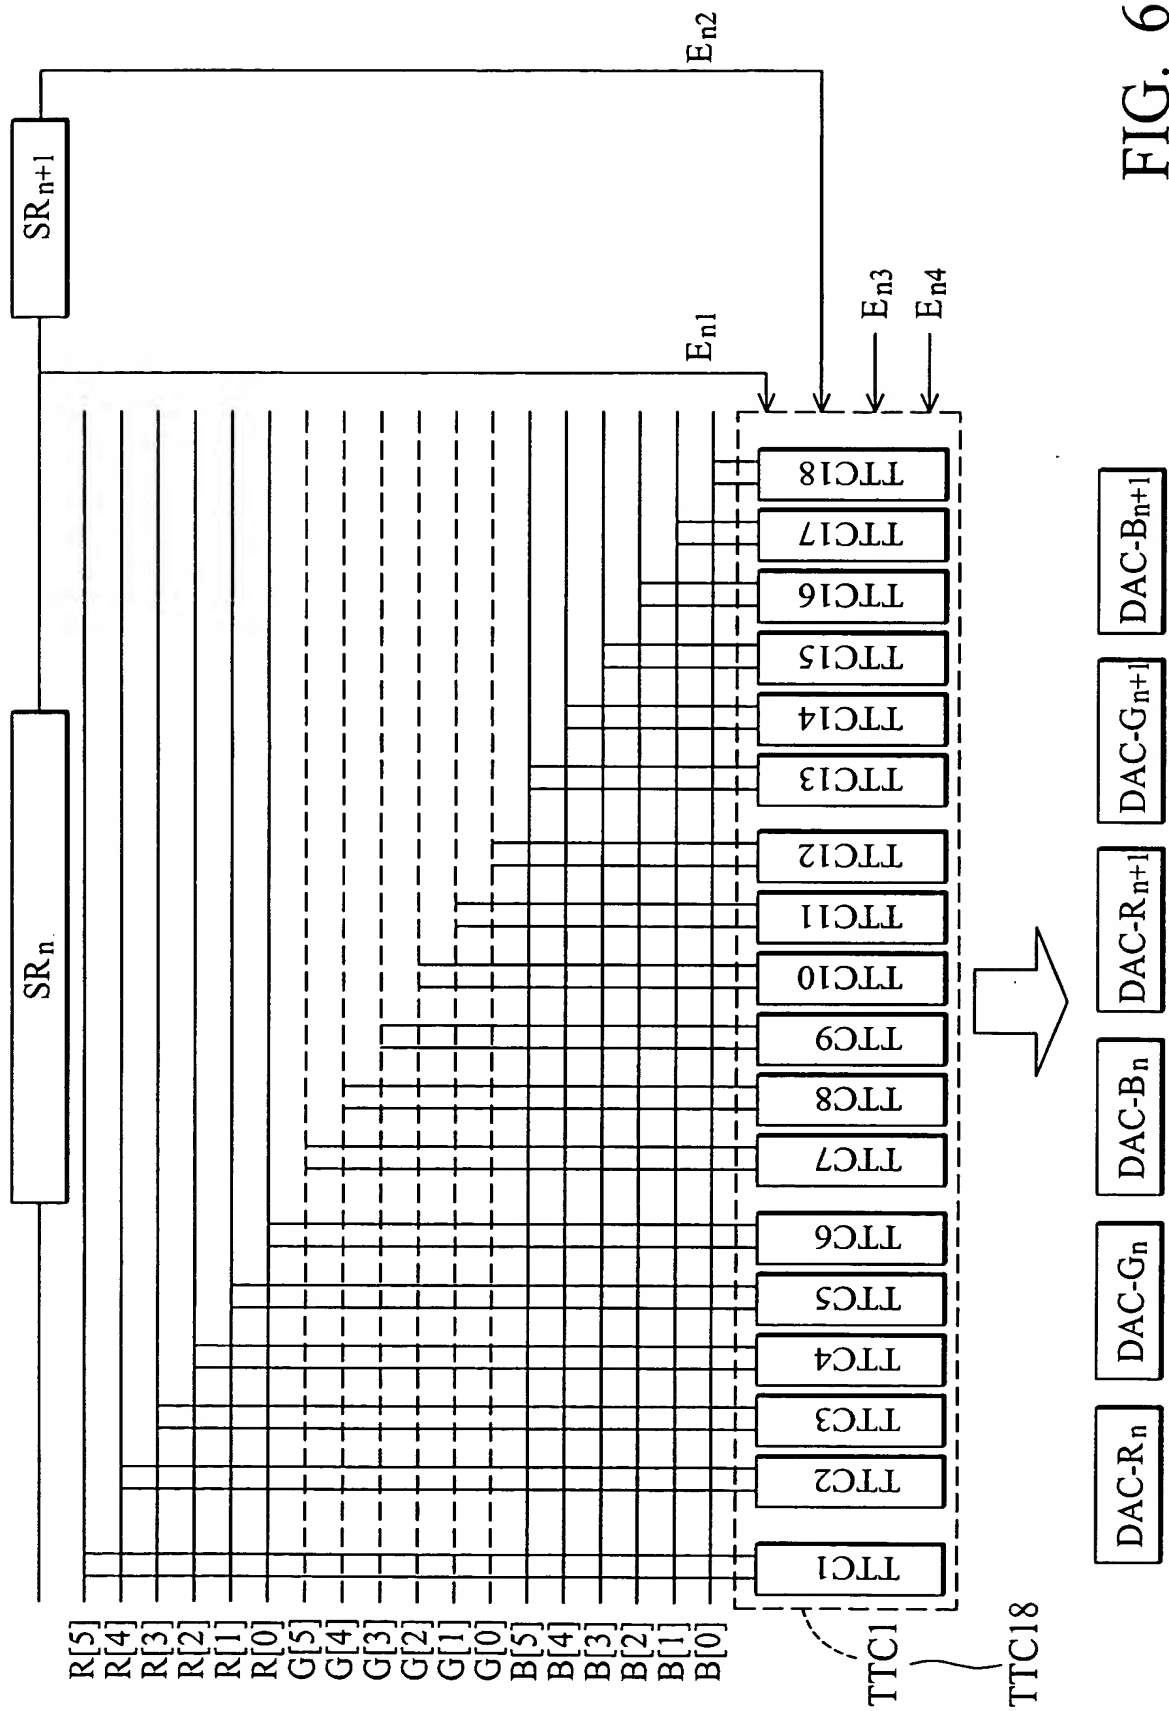 SRn
SRn+1
R[5]
R[4]
R[3]
R[2]
R[1]
R[0]
G[5]
G[4]
G[3]
G[2]
G[1]
G[0]
B[5]
B[4]
B[3]
B[2]
B[1]
B[0]
En1
En2
En3
En4
TTC1
TTC2
TTC3
TTC4
TTC5
TTC6
TTC7
TTC8
TTC9
TTC10
TTC11
TTC12
TTC13
TTC14
TTC15
TTC16
TTC17
TTC18
TTC1
TTC18
DAC-Rn
DAC-Gn
DAC-Bn
DAC-Rn+1
DAC-Gn+1
DAC-Bn+1
FIG. 6